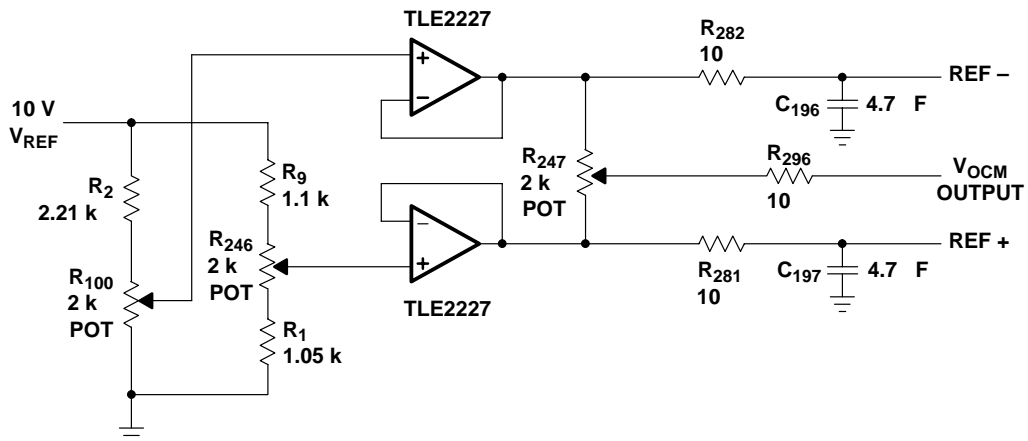 TLE2227
R282
10
REF –
C196
4.7 F
10 V
VREF
R2
2.21 k
R9
1.1 k
R247
2 k
POT
R296
10
VOCM
OUTPUT
R246
2 k
POT
R100
2 k
POT
R281
10
REF +
C197
4.7 F
TLE2227
R1
1.05 k
+
–
–
+